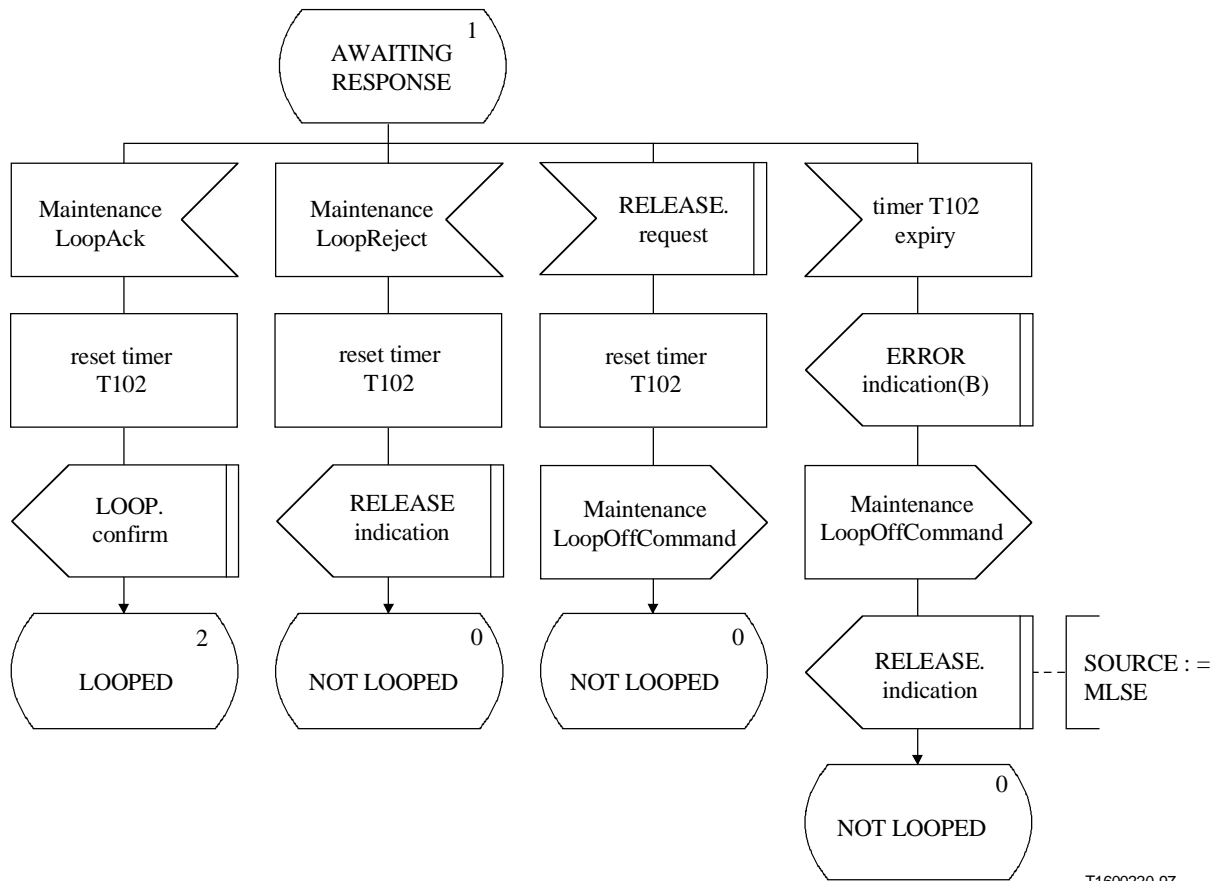 1
AWAITING
RESPONSE
Maintenance
LoopAck
Maintenance
LoopReject
RELEASE.
request
timer T102
expiry
reset timer
T102
reset timer
T102
reset timer
T102
ERROR
indication(B)
LOOP.
confirm
RELEASE
indication
Maintenance
LoopOffCommand
Maintenance
LoopOffCommand
2
LOOPED
0
NOT LOOPED
0
NOT LOOPED
RELEASE.
indication
SOURCE : =
MLSE
0
NOT LOOPED
T1600220-97